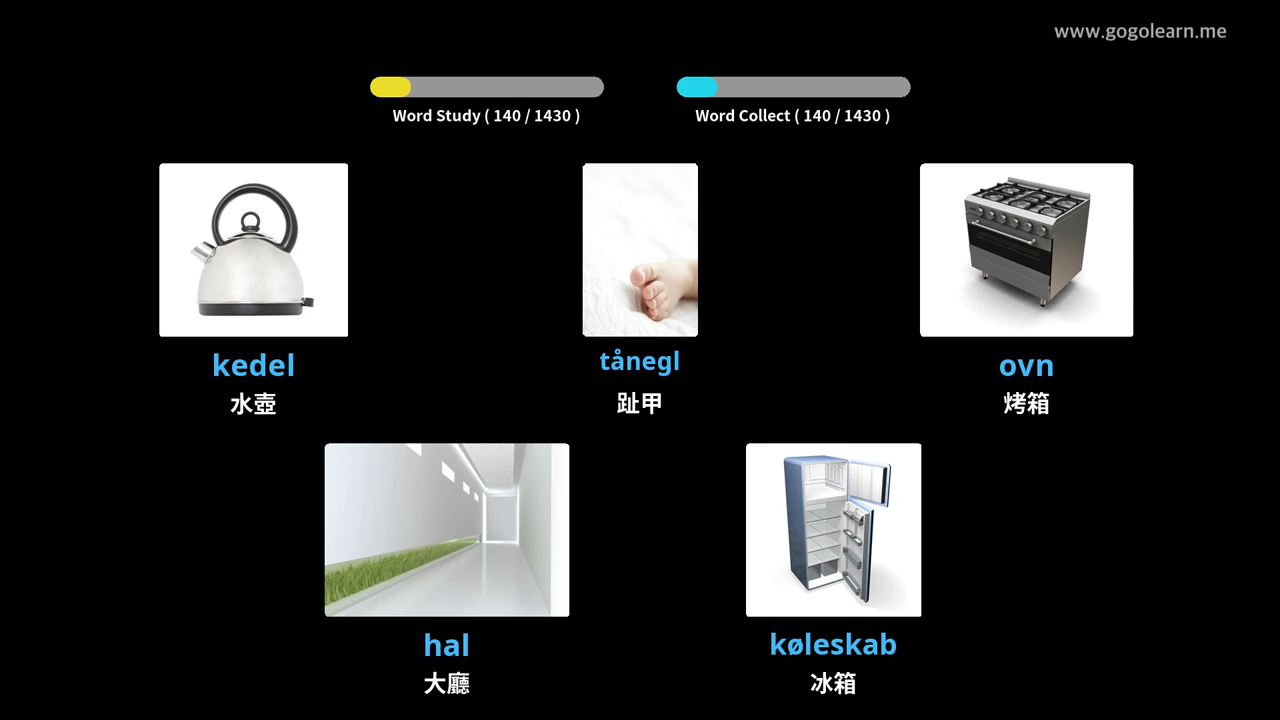 www.gogolearn.me
Word Study ( 140 / 1430 )
Word Collect ( 140 / 1430 )
kedel
水壺
tånegl
趾甲
ovn
烤箱
hal
大廳
køleskab
冰箱